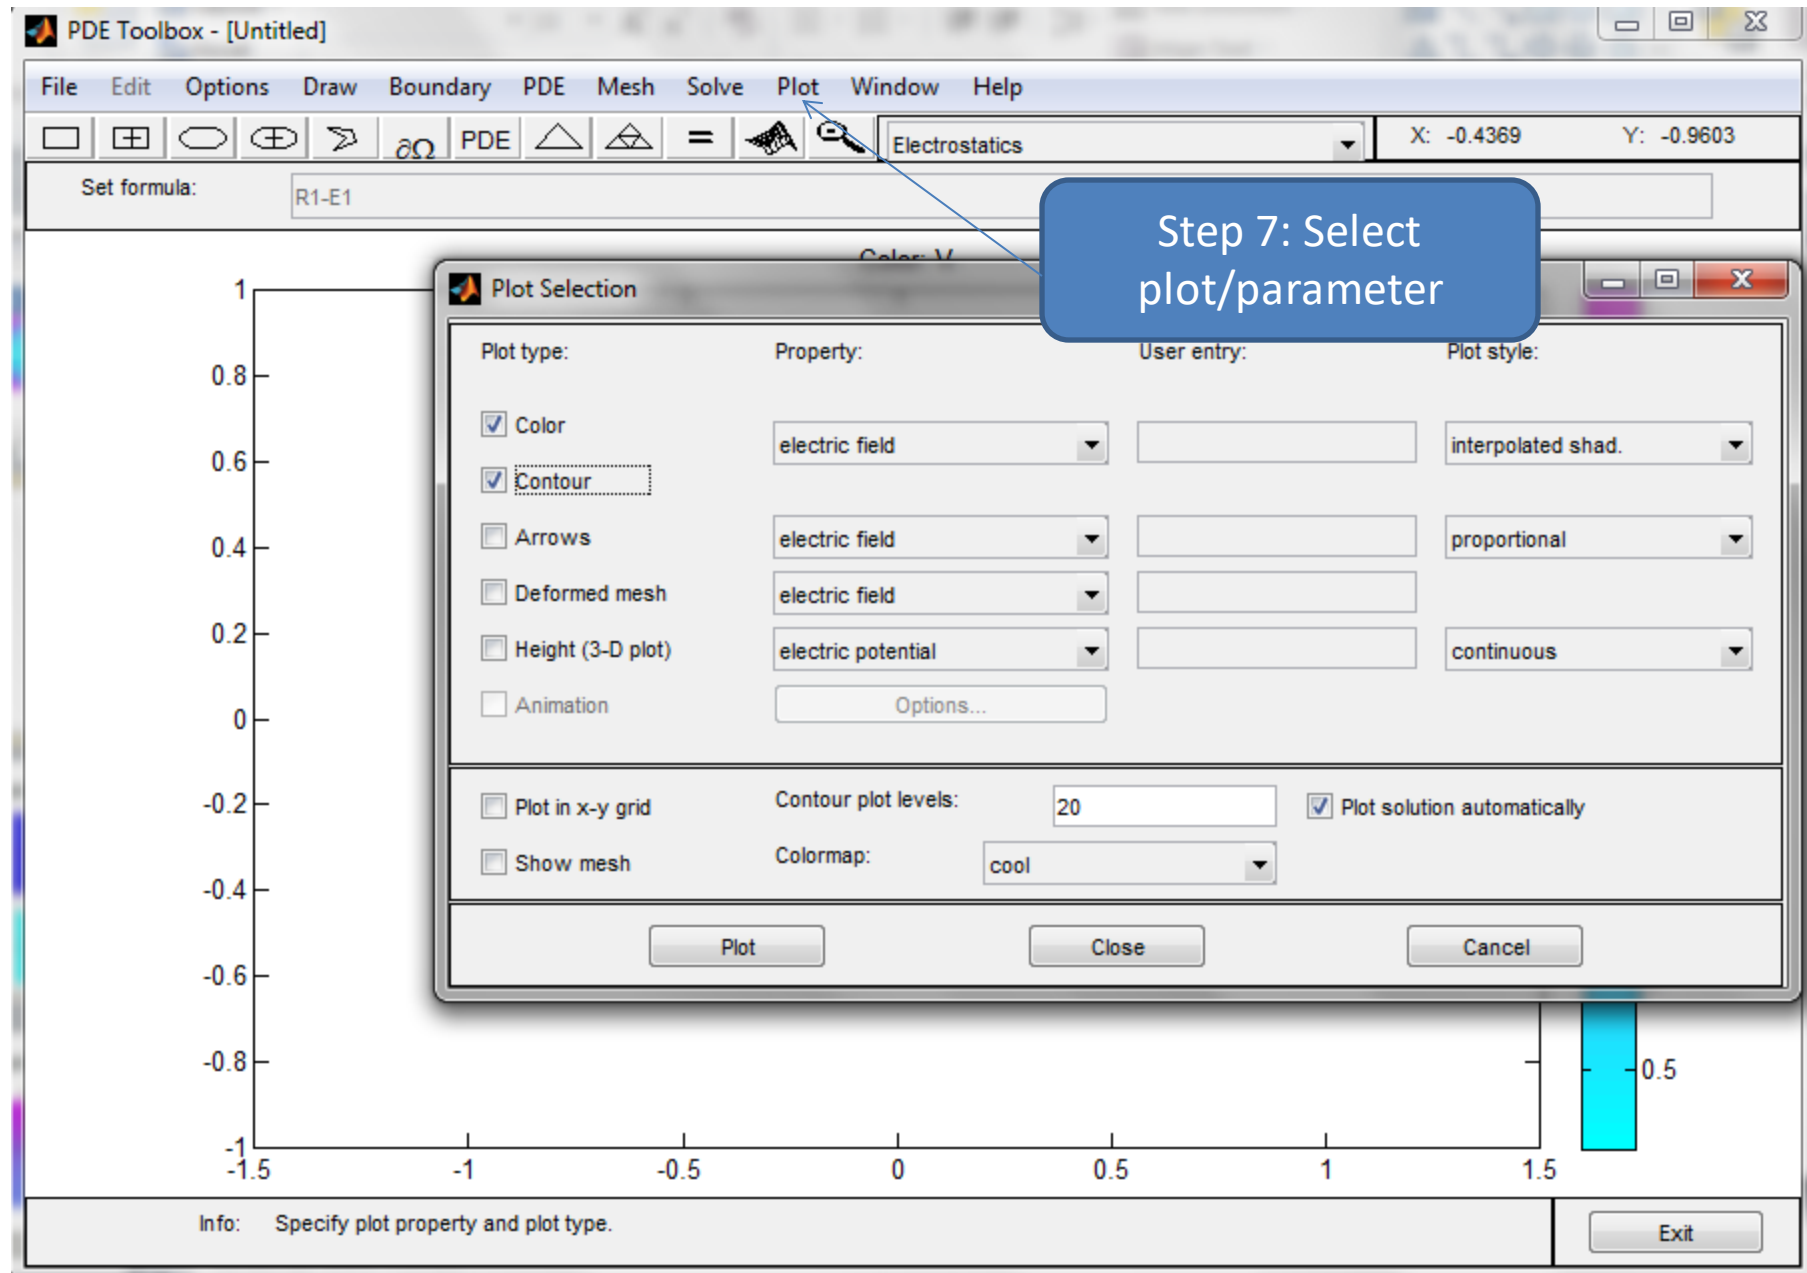 PDE Toolbox - [Untitled]
File Edit Options Draw Boundary PDE Mesh Solve Plot Window Help
∂Ω PDE = Electrostatics X: -0.4369 Y: -0.9603
Set formula: R1-E1
Step 7: Select
plot/parameter
Color: V
Plot Selection
Plot type: Property: User entry: Plot style:
Color electric field interpolated shad.
Contour
Arrows electric field proportional
Deformed mesh electric field
Height (3-D plot) electric potential continuous
Animation Options...
Plot in x-y grid Contour plot levels: 20 Plot solution automatically
Show mesh Colormap: cool
Plot Close Cancel
1
0.8
0.6
0.4
0.2
0
-0.2
-0.4
-0.6
-0.8
-1
-1.5 -1 -0.5 0 0.5 1 1.5
0.5
Info: Specify plot property and plot type.
Exit